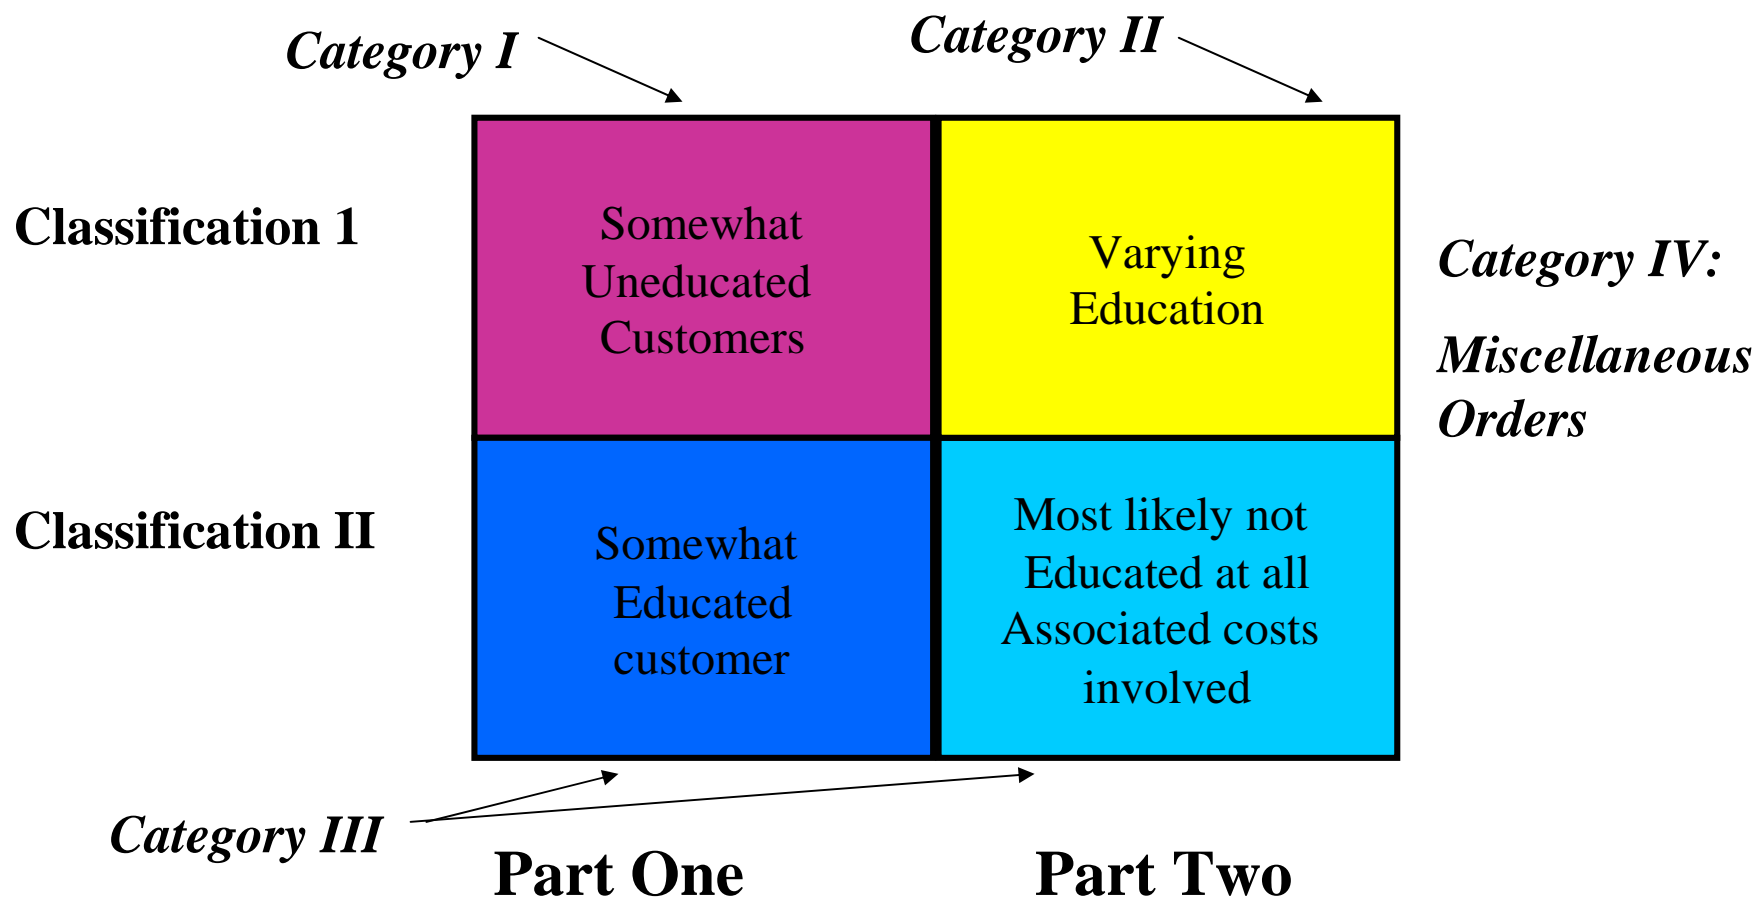 Category I
Category II
Classification 1
Somewhat
Uneducated
Customers
Varying
Education
Category IV:
Miscellaneous
Orders
Classification II
Somewhat
Educated
customer
Most likely not
Educated at all
Associated costs
involved
Category III
Part One
Part Two